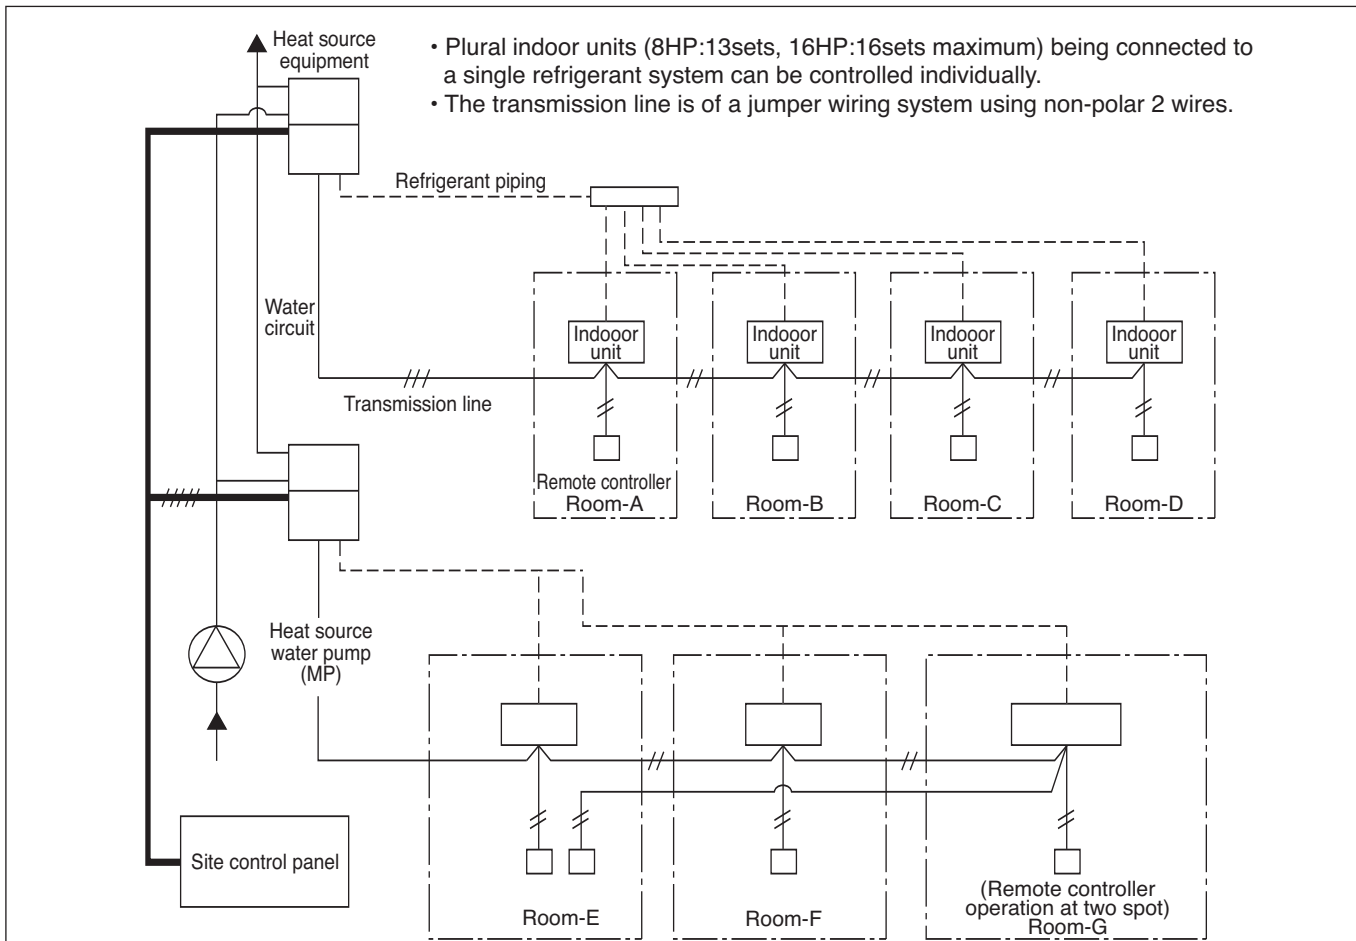 Heat source
equipment
• Plural indoor units (8HP:13sets, 16HP:16sets maximum) being connected to
a single refrigerant system can be controlled individually.
• The transmission line is of a jumper wiring system using non-polar 2 wires.
Refrigerant piping
Water
circuit
Indooor
unit
Indooor
unit
Indooor
unit
Indooor
unit
Transmission line
Remote controller
Room-A
Room-B
Room-C
Room-D
Heat source
water pump
(MP)
Site control panel
Room-E
Room-F
(Remote controller
operation at two spot)
Room-G